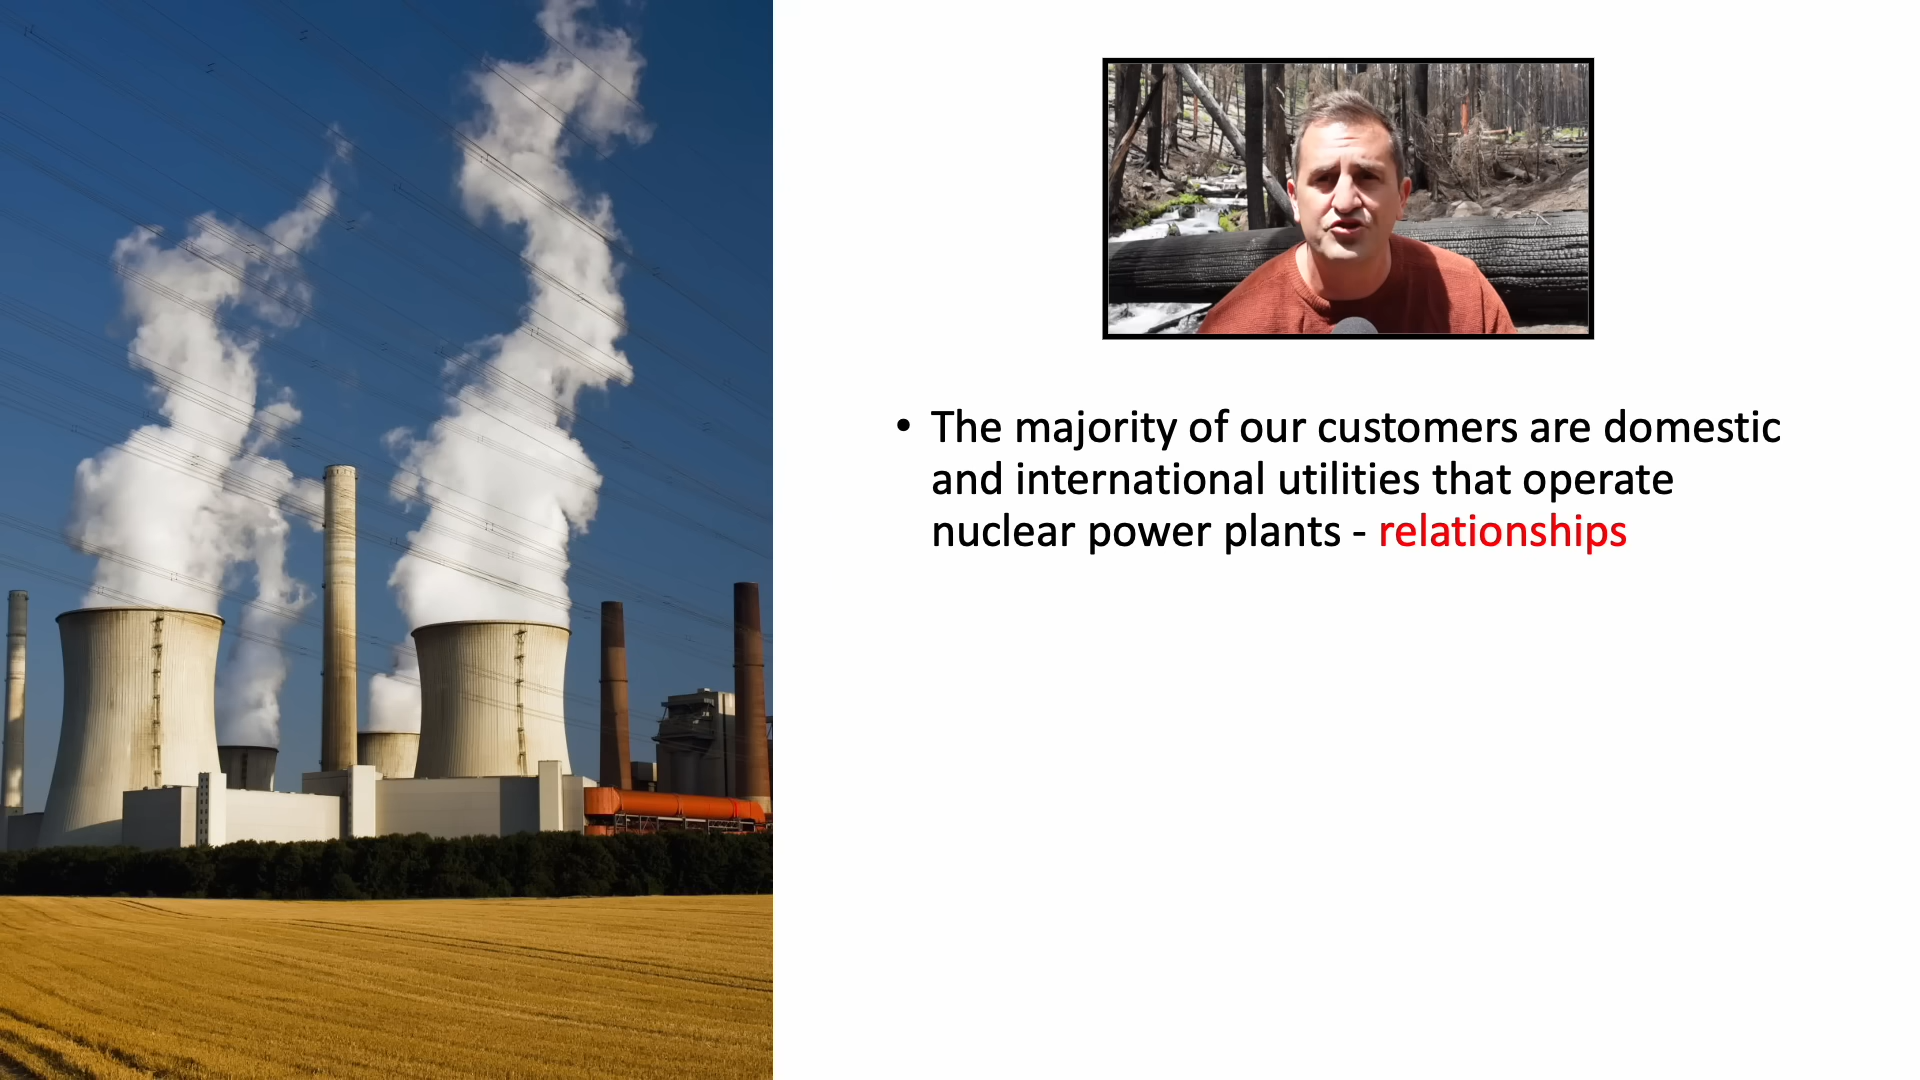 • The majority of our customers are domestic
and international utilities that operate
nuclear power plants - relationships